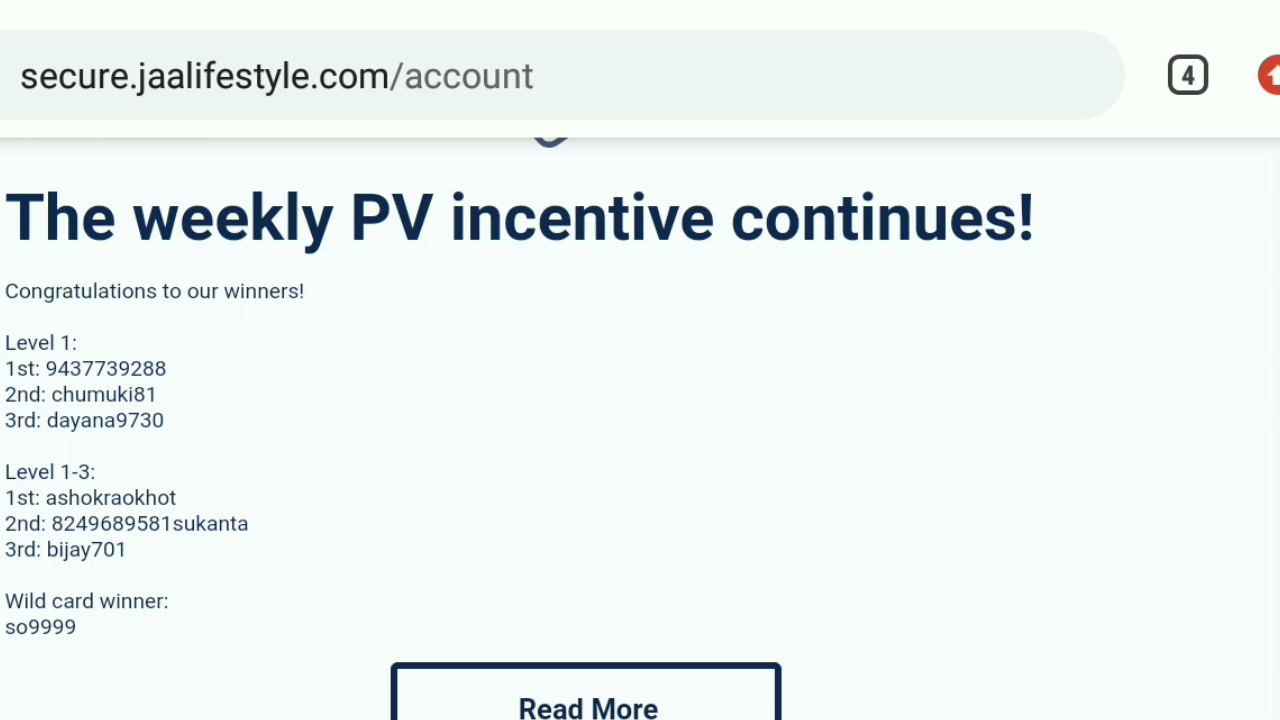 secure.jaalifestyle.com/account
4
The weekly PV incentive continues!
Congratulations to our winners!
Level 1:
1st: 9437739288
2nd: chumuki81
3rd: dayana9730
Level 1-3:
1st: ashokraokhot
2nd: 8249689581sukanta
3rd: bijay701
Wild card winner:
so9999
Read More